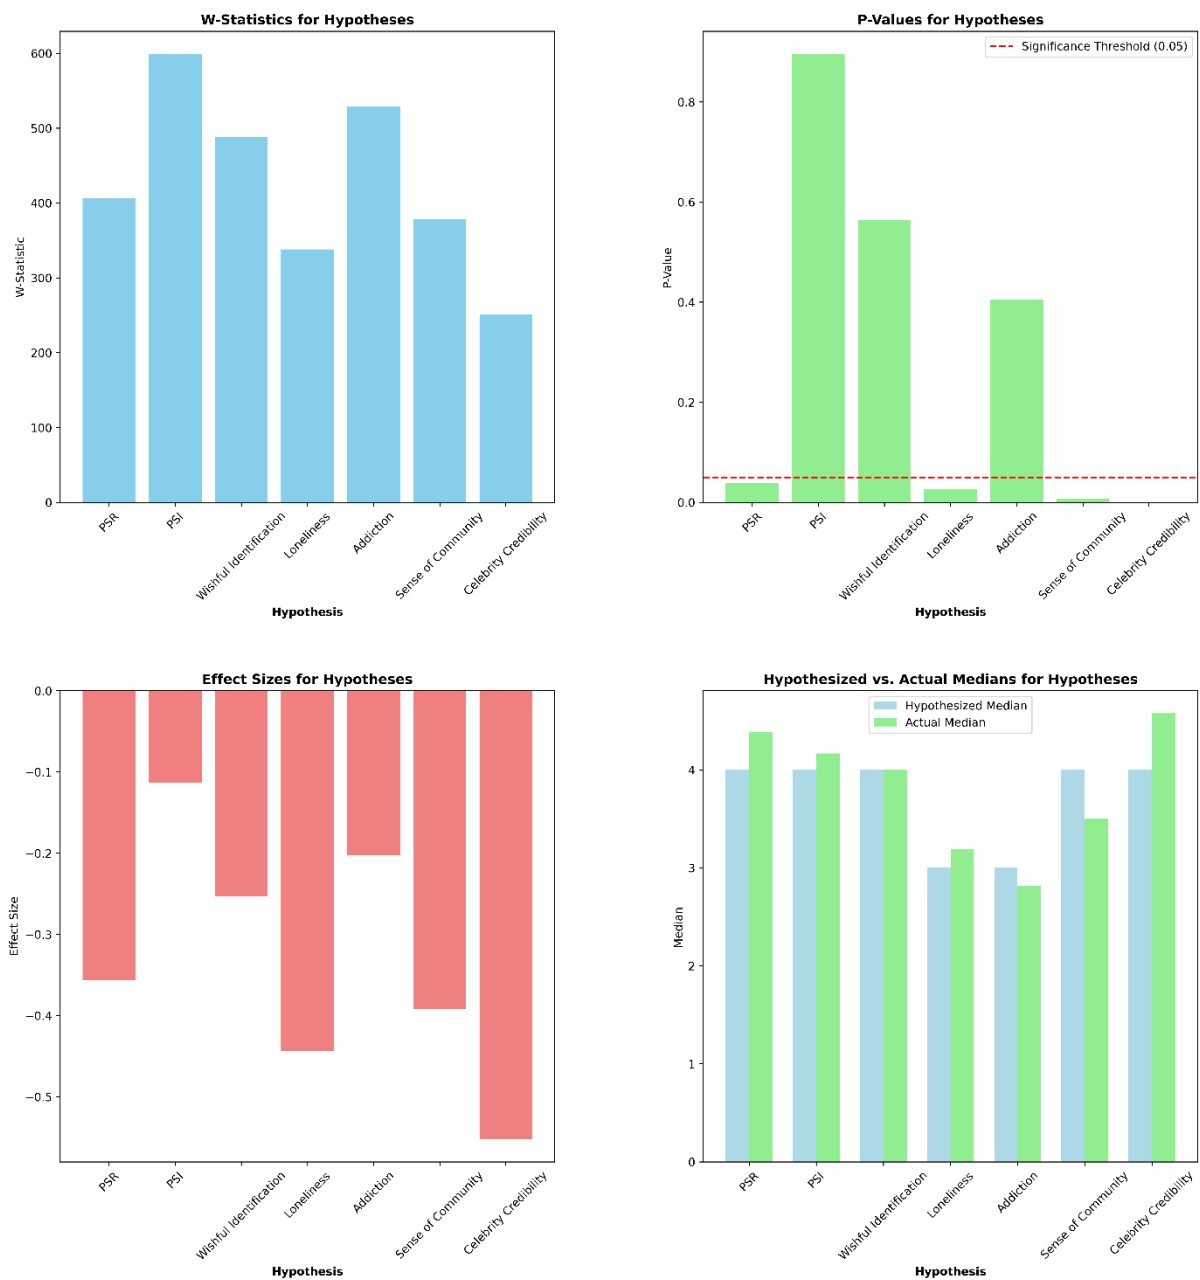 W-Statistics for Hypotheses
600
500
400
300
200
100
0
W-Statistic
PSR
PSI
Wishful Identification
Loneliness
Addiction
Sense of Community
Celebrity Credibility
Hypothesis
P-Values for Hypotheses
Significance Threshold (0.05)
0.8
0.6
0.4
0.2
0.0
P-Value
PSR
PSI
Wishful Identification
Loneliness
Addiction
Sense of Community
Celebrity Credibility
Hypothesis
Effect Sizes for Hypotheses
0.0
−0.1
−0.2
−0.3
−0.4
−0.5
Effect Size
PSR
PSI
Wishful Identification
Loneliness
Addiction
Sense of Community
Celebrity Credibility
Hypothesis
Hypothesized vs. Actual Medians for Hypotheses
Hypothesized Median
Actual Median
4
3
2
1
0
Median
PSR
PSI
Wishful Identification
Loneliness
Addiction
Sense of Community
Celebrity Credibility
Hypothesis